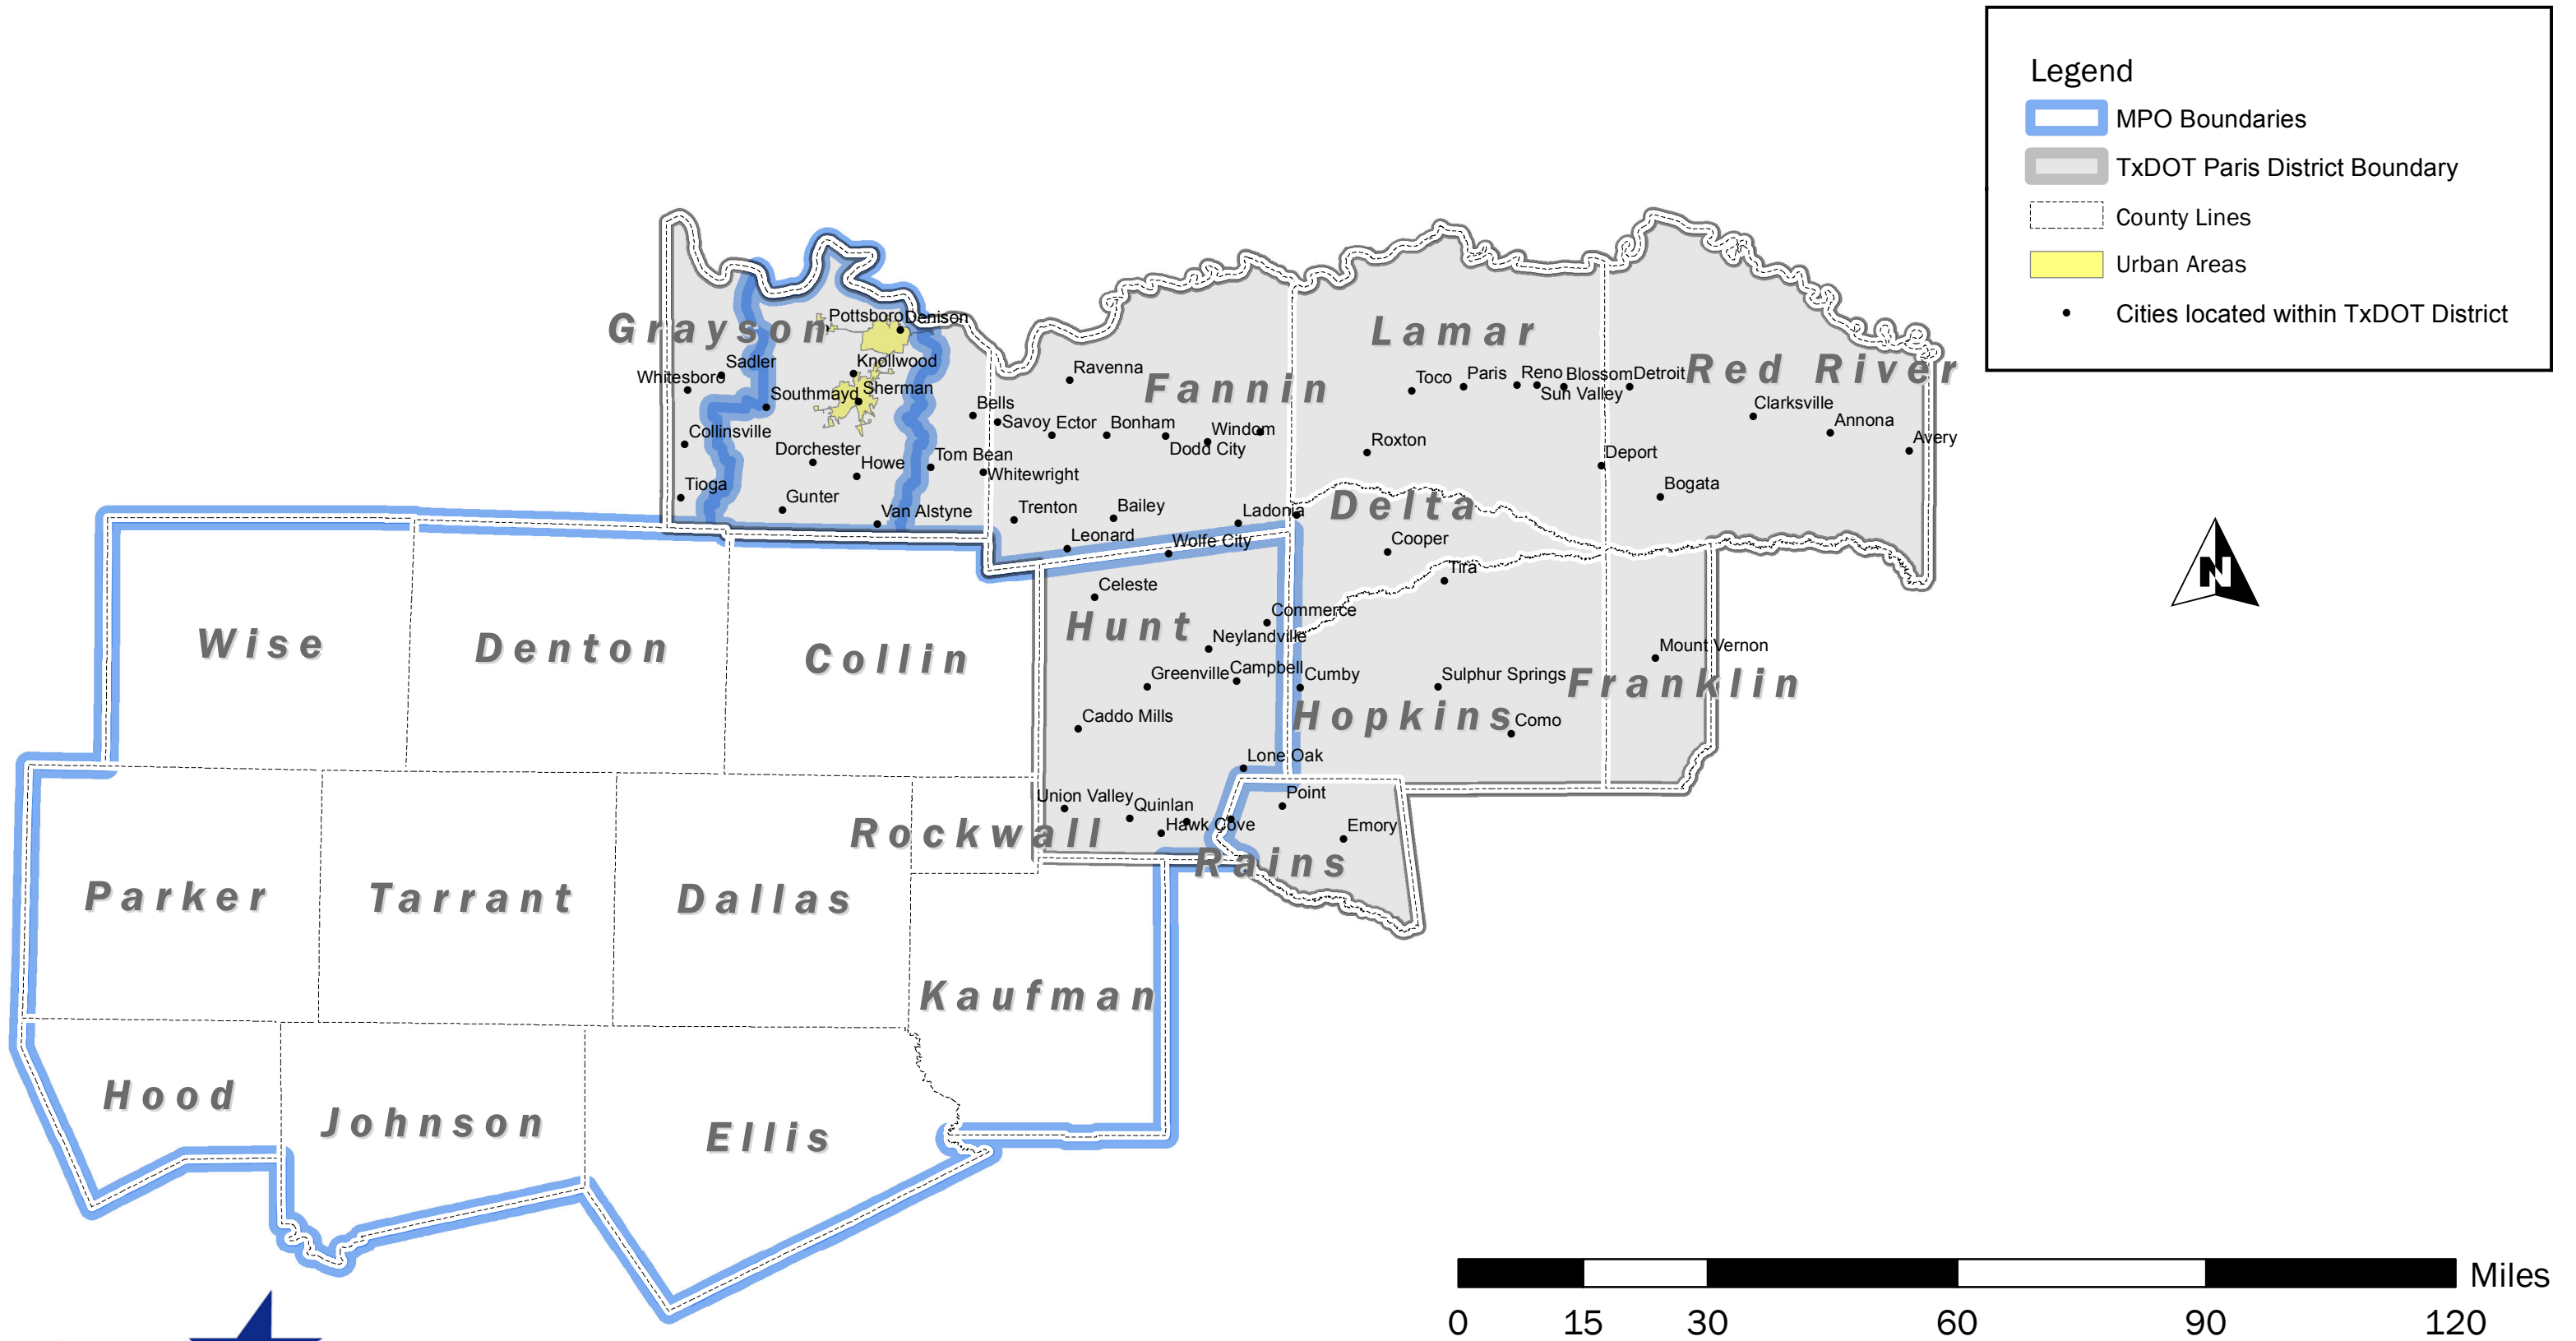 Legend
MPO Boundaries
TxDOT Paris District Boundary
County Lines
Urban Areas
Cities located within TxDOT District
Grayson
Pottsboro
Denison
Sadler
Knollwood
Whitesboro
Southmayd
Sherman
Collinsville
Dorchester
Howe
Tom Bean
Tioga
Gunter
Van Alstyne
Bells
Whitewright
Ravenna
Fannin
Savoy
Ector
Bonham
Dodd City
Windom
Trenton
Bailey
Ladonia
Leonard
Wolfe City
Lamar
Toco
Paris
Reno
Blossom
Sun Valley
Detroit
Roxton
Deport
Red River
Clarksville
Annona
Avery
Bogata
Delta
Cooper
Tira
Celeste
Hunt
Commerce
Neylandville
Greenville
Campbell
Cumby
Caddo Mills
Lone Oak
Union Valley
Quinlan
Hawk Cove
Sulphur Springs
Hopkins
Como
Mount Vernon
Franklin
Point
Emory
Rains
N
Wise
Denton
Collin
Rockwall
Parker
Tarrant
Dallas
Kaufman
Hood
Johnson
Ellis
Miles
0 15 30 60 90 120